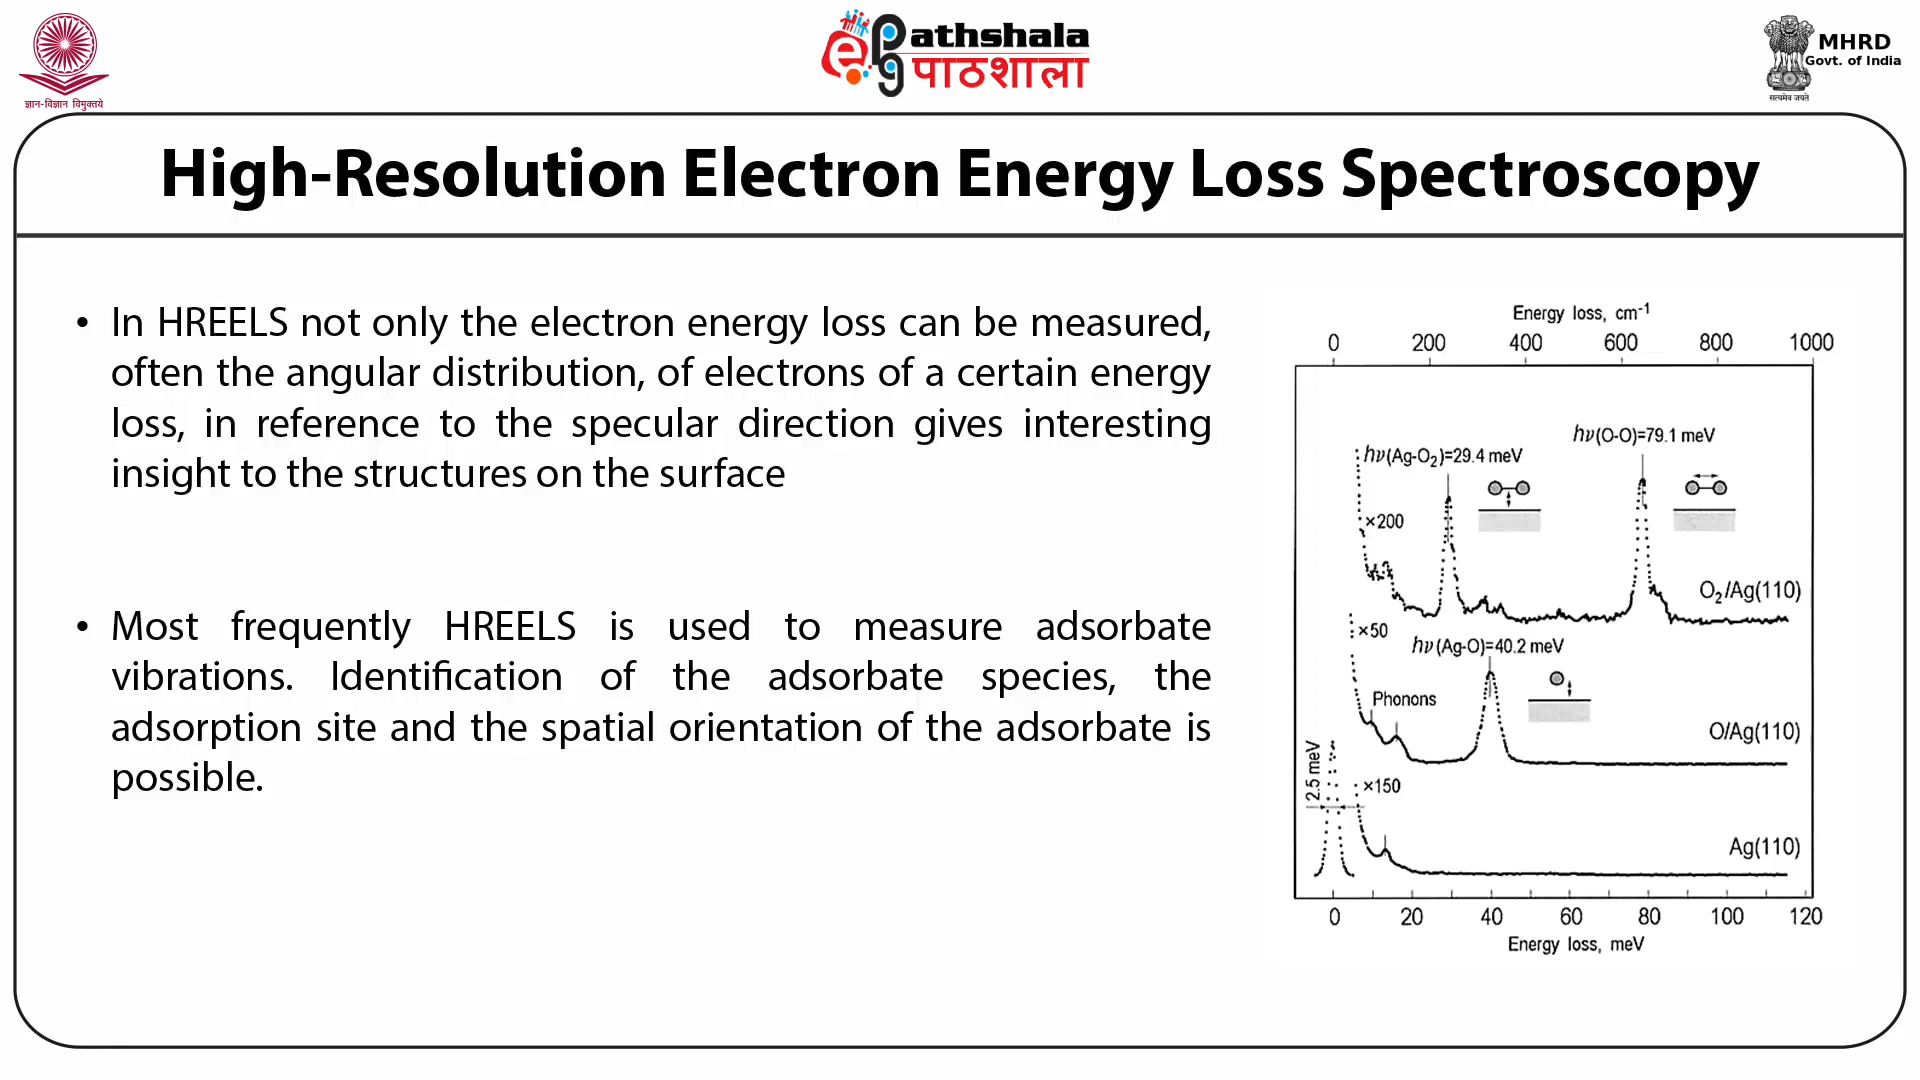 ज्ञान-विज्ञान विमुक्तये
ePathshala
पाठशाला
MHRD
Govt. of India
सत्यमेव जयते
High-Resolution Electron Energy Loss Spectroscopy
• In HREELS not only the electron energy loss can be measured,
often the angular distribution, of electrons of a certain energy
loss, in reference to the specular direction gives interesting
insight to the structures on the surface
• Most frequently HREELS is used to measure adsorbate
vibrations. Identification of the adsorbate species, the
adsorption site and the spatial orientation of the adsorbate is
possible.
Energy loss, cm⁻¹
0 200 400 600 800 1000
hν(O-O)=79.1 meV
hν(Ag-O₂)=29.4 meV
×200
O₂/Ag(110)
×50
hν(Ag-O)=40.2 meV
Phonons
O/Ag(110)
2.5 meV
×150
Ag(110)
0 20 40 60 80 100 120
Energy loss, meV